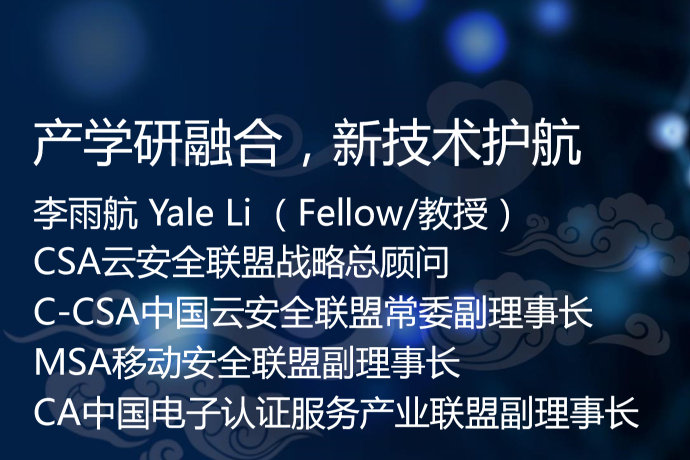 产学研融合，新技术护航
李雨航 Yale Li （Fellow/教授）
CSA云安全联盟战略总顾问
C-CSA中国云安全联盟常委副理事长
MSA移动安全联盟副理事长
CA中国电子认证服务产业联盟副理事长